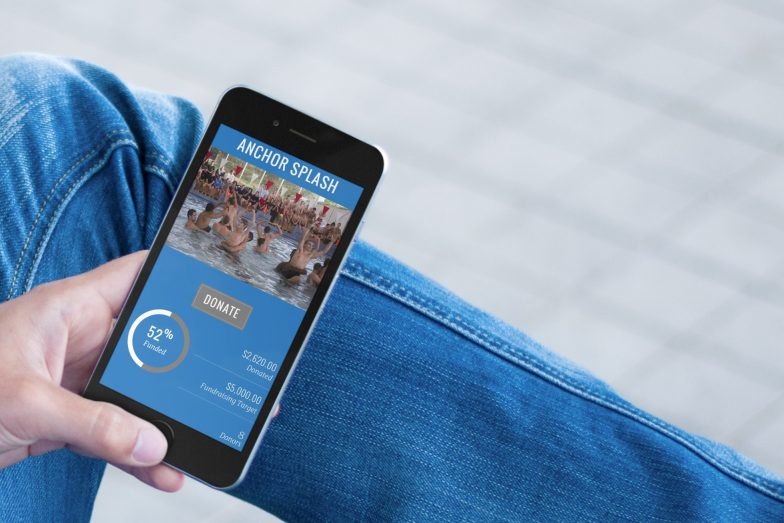 ANCHOR SPLASH
DONATE
52%
Funded
$2,620.00
Donated
$5,000.00
Fundraising Target
8
Donors